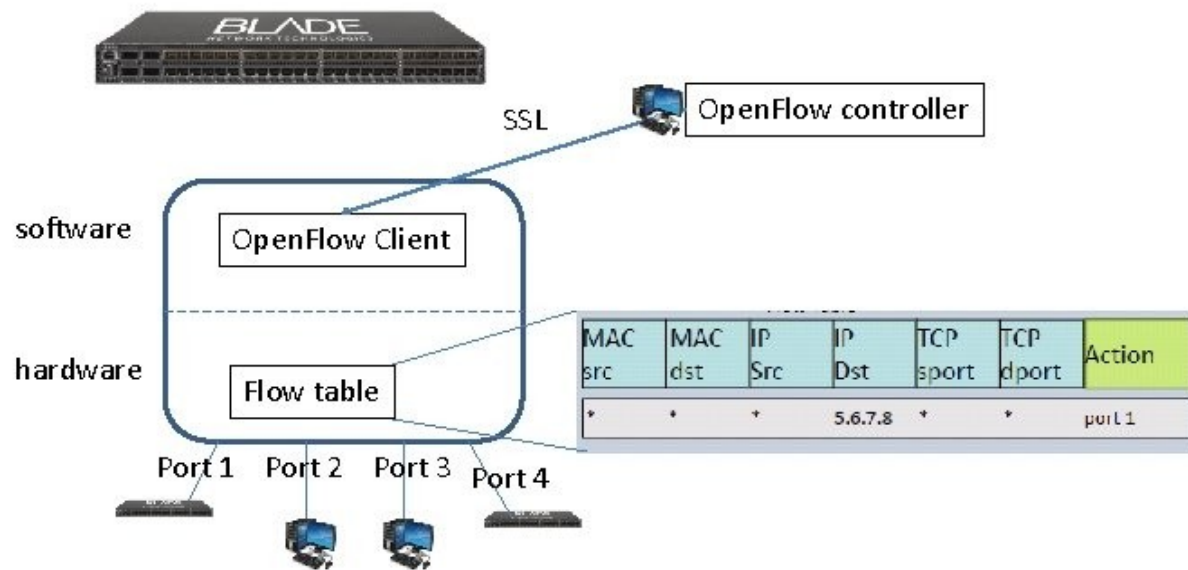 BLADE
NETWORK TECHNOLOGIES
OpenFlow controller
SSL
software
OpenFlow Client
hardware
Flow table
MAC src
MAC dst
IP Src
IP Dst
TCP sport
TCP dport
Action
*
*
*
5.6.7.8
*
*
port 1
Port 1
Port 2
Port 3
Port 4